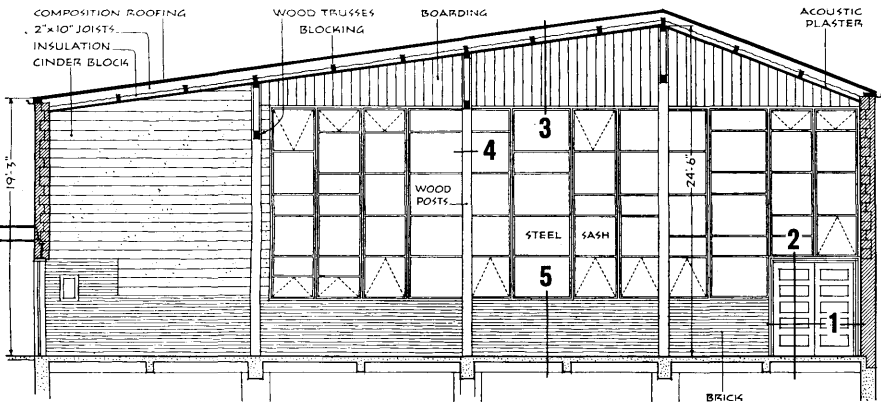 COMPOSITION ROOFING
2"x10" JOISTS
INSULATION
CINDER BLOCK
WOOD TRUSSES
BLOCKING
BOARDING
ACOUSTIC
PLASTER
19'-3"
24'-6"
3
4
WOOD
POSTS
STEEL SASH
2
5
1
BRICK